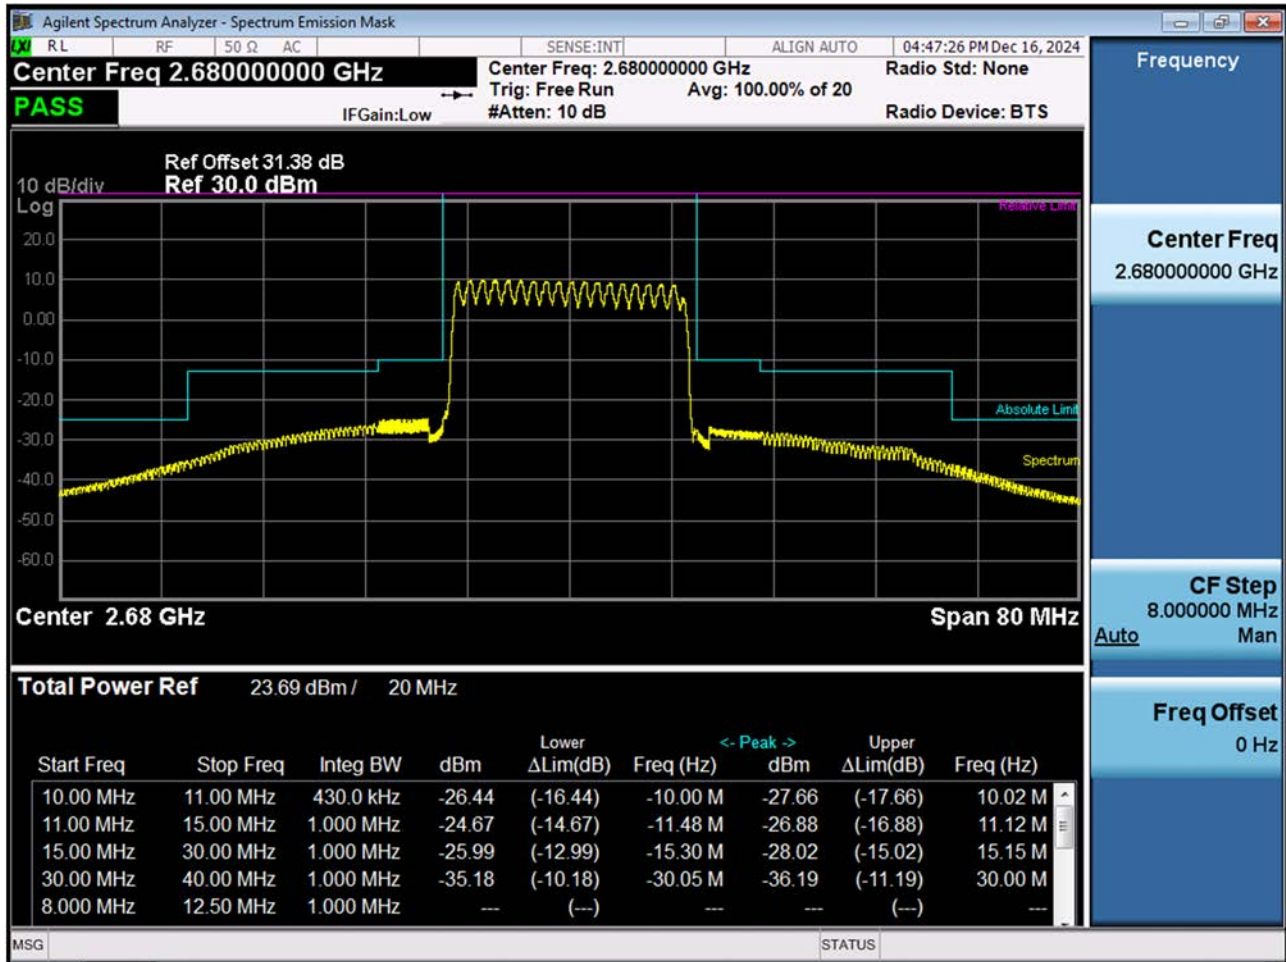 Agilent Spectrum Analyzer - Spectrum Emission Mask
LXI RL RF 50 Ω AC SENSE:INT ALIGN AUTO 04:47:26 PM Dec 16, 2024
Center Freq 2.680000000 GHz
Center Freq: 2.680000000 GHz Radio Std: None
Trig: Free Run Avg: 100.00% of 20
PASS IFGain:Low #Atten: 10 dB Radio Device: BTS
Ref Offset 31.38 dB
10 dB/div Ref 30.0 dBm
Log
Relative Limit
20.0
10.0
0.00
-10.0
-20.0
Absolute Limit
-30.0
Spectrum
-40.0
-50.0
-60.0
Center 2.68 GHz Span 80 MHz
Total Power Ref 23.69 dBm / 20 MHz
Lower <- Peak -> Upper
Start Freq Stop Freq Integ BW dBm ΔLim(dB) Freq (Hz) dBm ΔLim(dB) Freq (Hz)
10.00 MHz 11.00 MHz 430.0 kHz -26.44 (-16.44) -10.00 M -27.66 (-17.66) 10.02 M
11.00 MHz 15.00 MHz 1.000 MHz -24.67 (-14.67) -11.48 M -26.88 (-16.88) 11.12 M
15.00 MHz 30.00 MHz 1.000 MHz -25.99 (-12.99) -15.30 M -28.02 (-15.02) 15.15 M
30.00 MHz 40.00 MHz 1.000 MHz -35.18 (-10.18) -30.05 M -36.19 (-11.19) 30.00 M
8.000 MHz 12.50 MHz 1.000 MHz --- (---) --- --- (---) ---
MSG STATUS
Frequency
Center Freq
2.680000000 GHz
CF Step
8.000000 MHz
Auto Man
Freq Offset
0 Hz